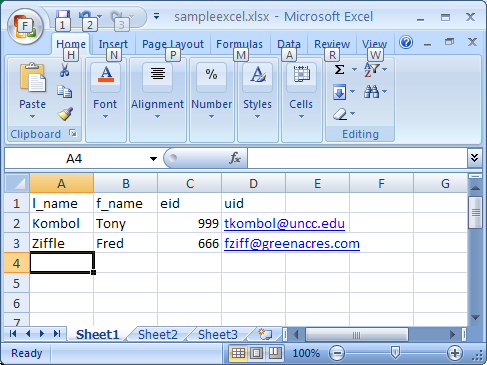 sampleexcel.xlsx - Microsoft Excel
F 1 2 3
Home Insert Page Layout Formulas Data Review View
H N P M A R W
Paste Font Alignment Number Styles Cells Σ
A % A Z
Clipboard Editing
A4 fx
A B C D E F G
1 l_name f_name eid uid
2 Kombol Tony 999 tkombol@uncc.edu
3 Ziffle Fred 666 fziff@greenacres.com
4
5
6
7
Sheet1 Sheet2 Sheet3
Ready 100%